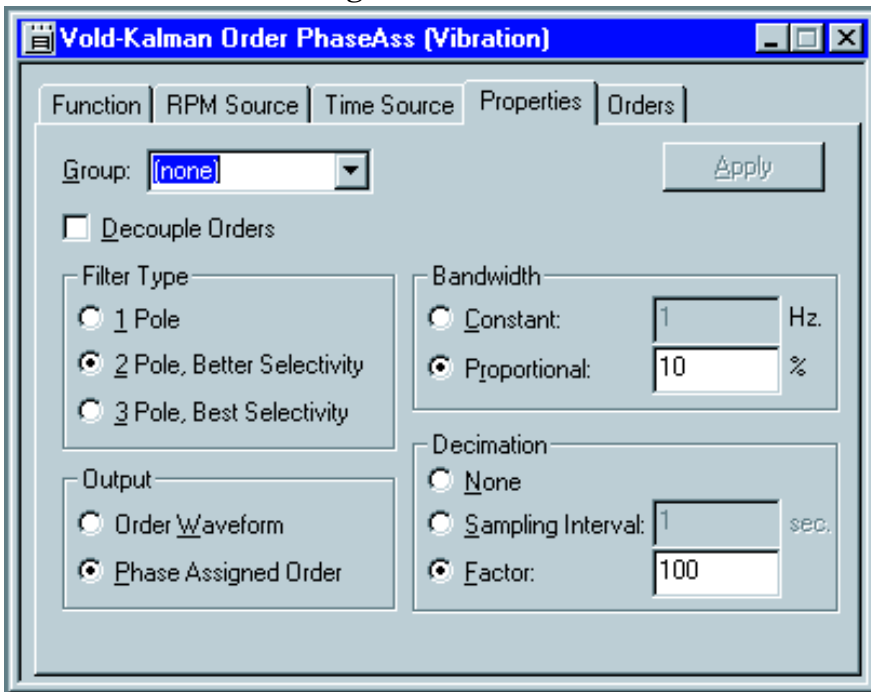 Vold-Kalman Order PhaseAss (Vibration)
Function RPM Source Time Source Properties Orders
Group: (none) Apply
Decouple Orders
Filter Type
1 Pole
2 Pole, Better Selectivity
3 Pole, Best Selectivity
Bandwidth
Constant: 1 Hz.
Proportional: 10 %
Output
Order Waveform
Phase Assigned Order
Decimation
None
Sampling Interval: 1 sec.
Factor: 100